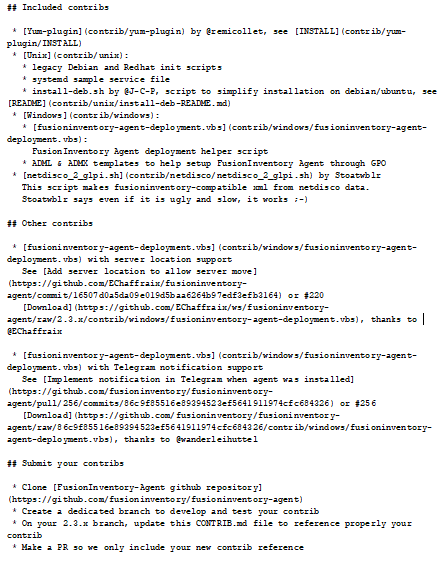 ## Included contribs
* [Yum-plugin](contrib/yum-plugin) by @remicollet, see [INSTALL](contrib/yum-
plugin/INSTALL)
* [Unix](contrib/unix):
* legacy Debian and Redhat init scripts
* systemd sample service file
* install-deb.sh by @J-C-P, script to simplify installation on debian/ubuntu, see
[README](contrib/unix/install-deb-README.md)
* [Windows](contrib/windows):
* [fusioninventory-agent-deployment.vbs](contrib/windows/fusioninventory-agent-
deployment.vbs):
FusionInventory Agent deployment helper script
* ADML & ADMX templates to help setup FusionInventory Agent through GPO
* [netdisco_2_glpi.sh](contrib/netdisco/netdisco_2_glpi.sh) by Stoatwblr
This script makes fusioninventory-compatible xml from netdisco data.
Stoatwblr says even if it is ugly and slow, it works ;-)
## Other contribs
* [fusioninventory-agent-deployment.vbs](contrib/windows/fusioninventory-agent-
deployment.vbs) with server location support
See [Add server location to allow server move]
(https://github.com/EChaffraix/fusioninventory-
agent/commit/16507d0a5da09e019d5baa6264b97edf3efb3164) or #220
[Download](https://github.com/EChaffraix/ws/fusioninventory-
agent/raw/2.3.x/contrib/windows/fusioninventory-agent-deployment.vbs), thanks to
@EChaffraix
* [fusioninventory-agent-deployment.vbs](contrib/windows/fusioninventory-agent-
deployment.vbs) with Telegram notification support
See [Implement notification in Telegram when agent was installed]
(https://github.com/fusioninventory/fusioninventory-
agent/pull/256/commits/86c9f85516e89394523ef5641911974cfc684326) or #256
[Download](https://github.com/fusioninventory/fusioninventory-
agent/raw/86c9f85516e89394523ef5641911974cfc684326/contrib/windows/fusioninventory-
agent-deployment.vbs), thanks to @wanderleihuttel
## Submit your contribs
* Clone [FusionInventory-Agent github repository]
(https://github.com/fusioninventory/fusioninventory-agent)
* Create a dedicated branch to develop and test your contrib
* On your 2.3.x branch, update this CONTRIB.md file to reference properly your
contrib
* Make a PR so we only include your new contrib reference